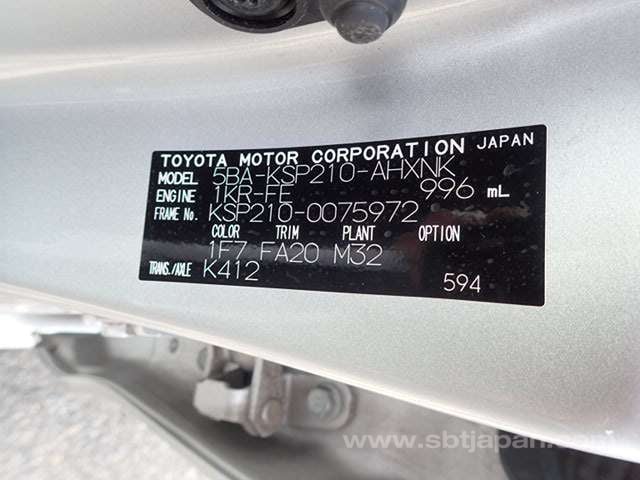 TOYOTA MOTOR CORPORATION JAPAN
MODEL 5BA-KSP210-AHXNK
ENGINE 1KR-FE 996 mL
FRAME No. KSP210-0075972
COLOR TRIM PLANT OPTION
1F7 FA20 M32
TRANS./AXLE K412
594
www.sbtjapan.com